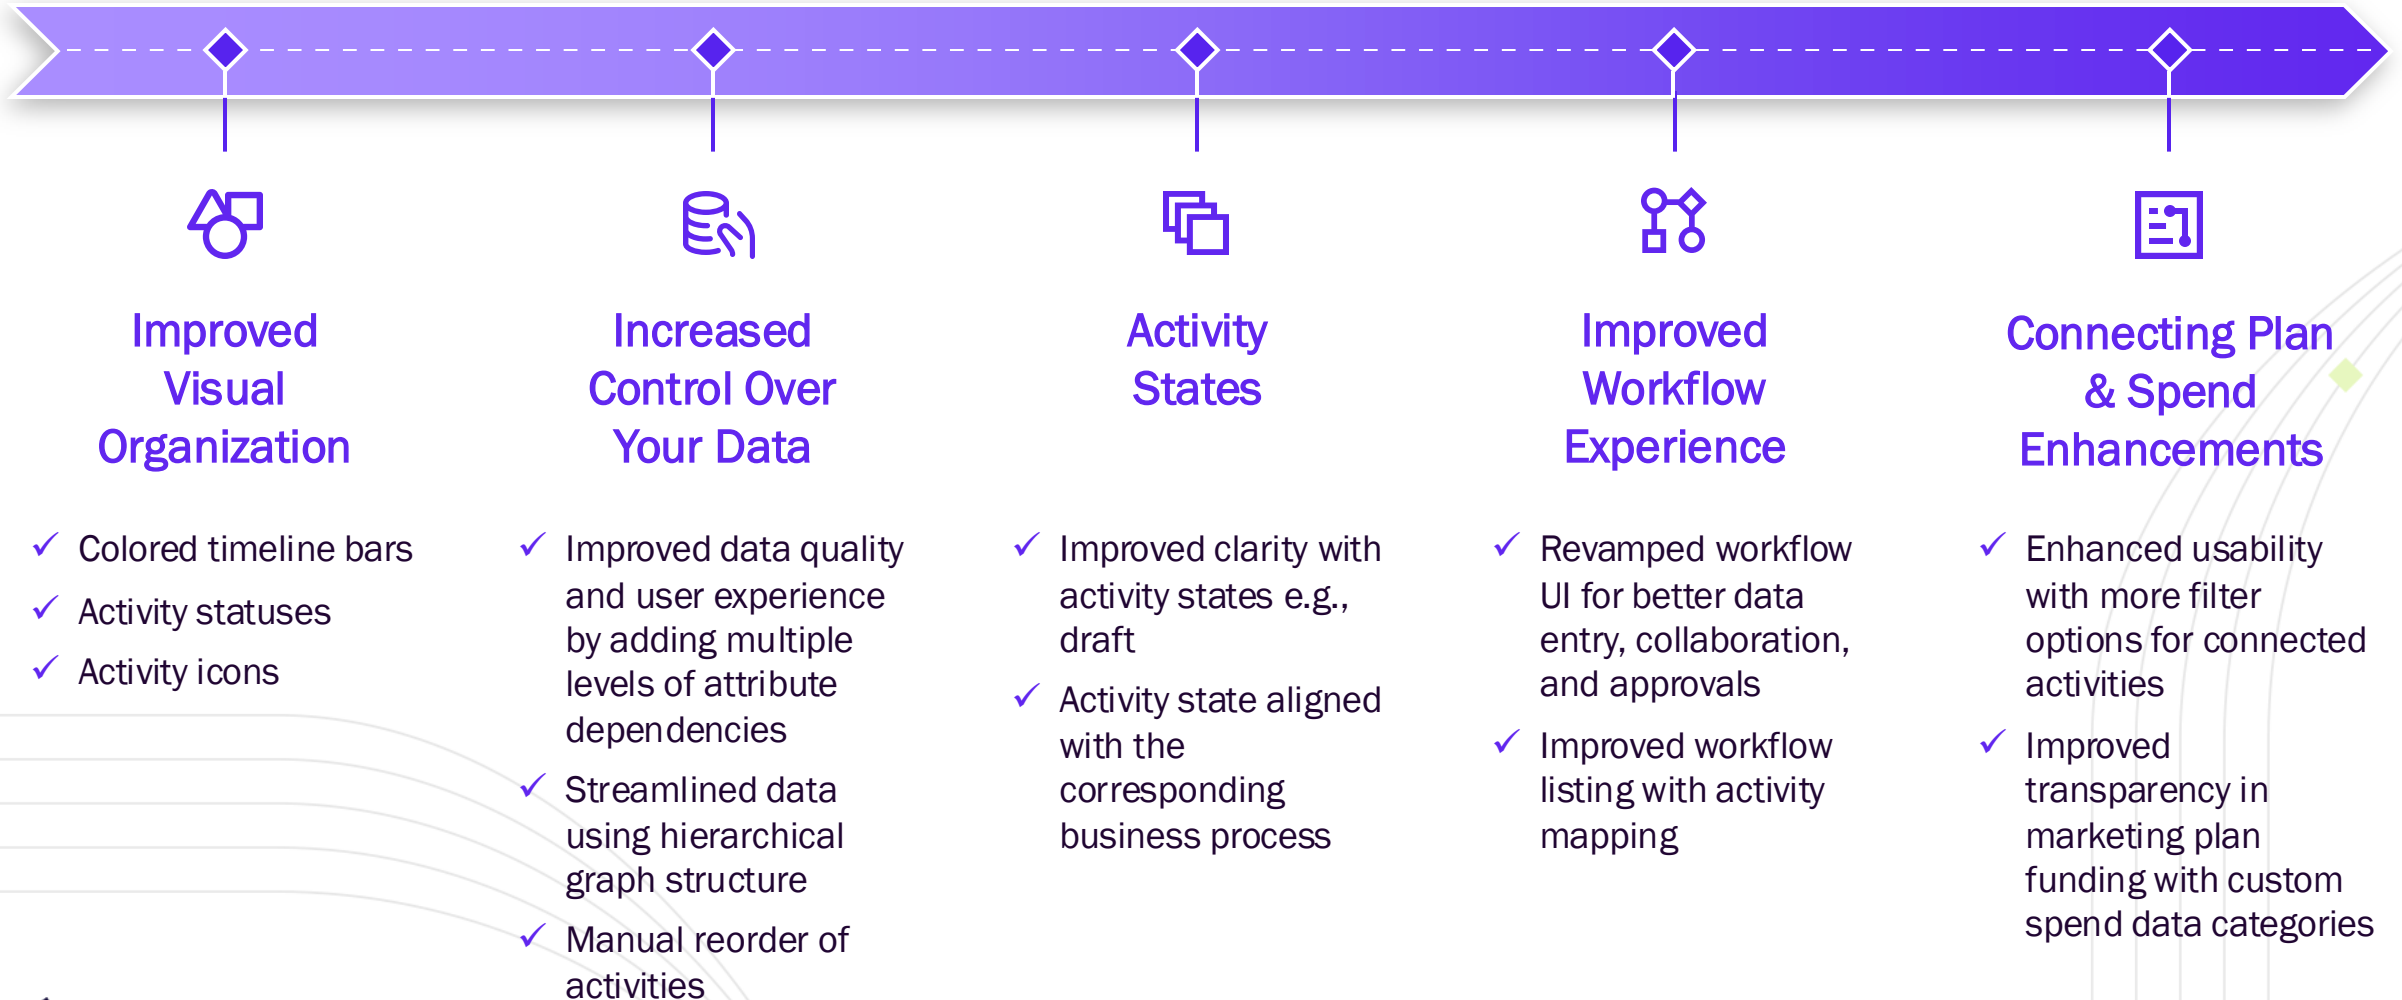 Improved
Visual
Organization
Colored timeline bars
Activity statuses
Activity icons
Increased
Control Over
Your Data
Improved data quality
and user experience
by adding multiple
levels of attribute
dependencies
Streamlined data
using hierarchical
graph structure
Manual reorder of
activities
Activity
States
Improved clarity with
activity states e.g.,
draft
Activity state aligned
with the
corresponding
business process
Improved
Workflow
Experience
Revamped workflow
UI for better data
entry, collaboration,
and approvals
Improved workflow
listing with activity
mapping
Connecting Plan
& Spend
Enhancements
Enhanced usability
with more filter
options for connected
activities
Improved
transparency in
marketing plan
funding with custom
spend data categories